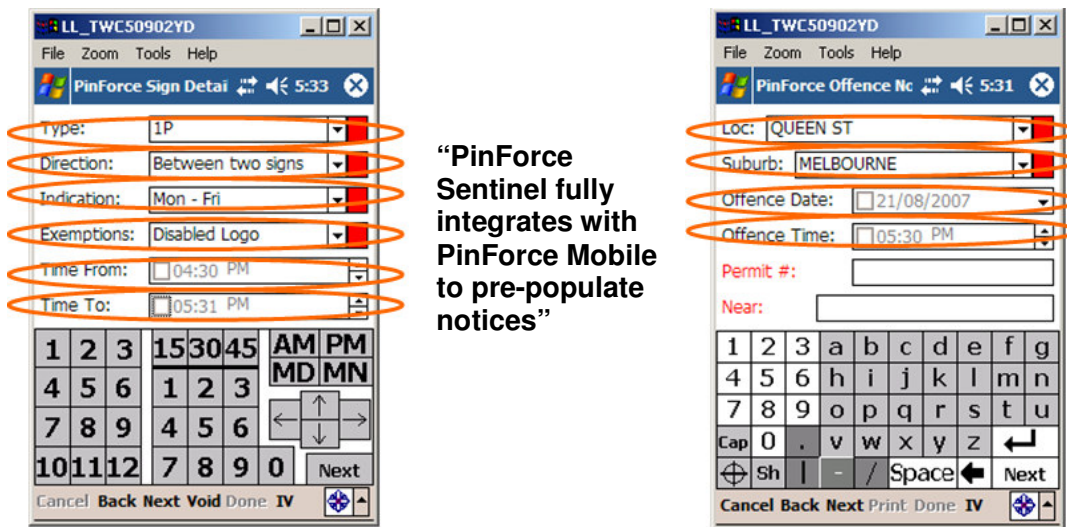 LL_TWC50902YD
File Zoom Tools Help
PinForce Sign Detai 5:33
Type: 1P
Direction: Between two signs
Indication: Mon - Fri
Exemptions: Disabled Logo
Time From: 04:30 PM
Time To: 05:31 PM
1 2 3 15 30 45 AM PM
MD MN
4 5 6 1 2 3
7 8 9 4 5 6
10 11 12 7 8 9 0 Next
Cancel Back Next Void Done IV
“PinForce
Sentinel fully
integrates with
PinForce Mobile
to pre-populate
notices”
LL_TWC50902YD
File Zoom Tools Help
PinForce Offence Nc 5:31
Loc: QUEEN ST
Suburb: MELBOURNE
Offence Date: 21/08/2007
Offence Time: 05:30 PM
Permit #:
Near:
1 2 3 a b c d e f g
4 5 6 h i j k l m n
7 8 9 o p q r s t u
Cap 0 . v w x y z
Sh | - / Space Next
Cancel Back Next Print Done IV